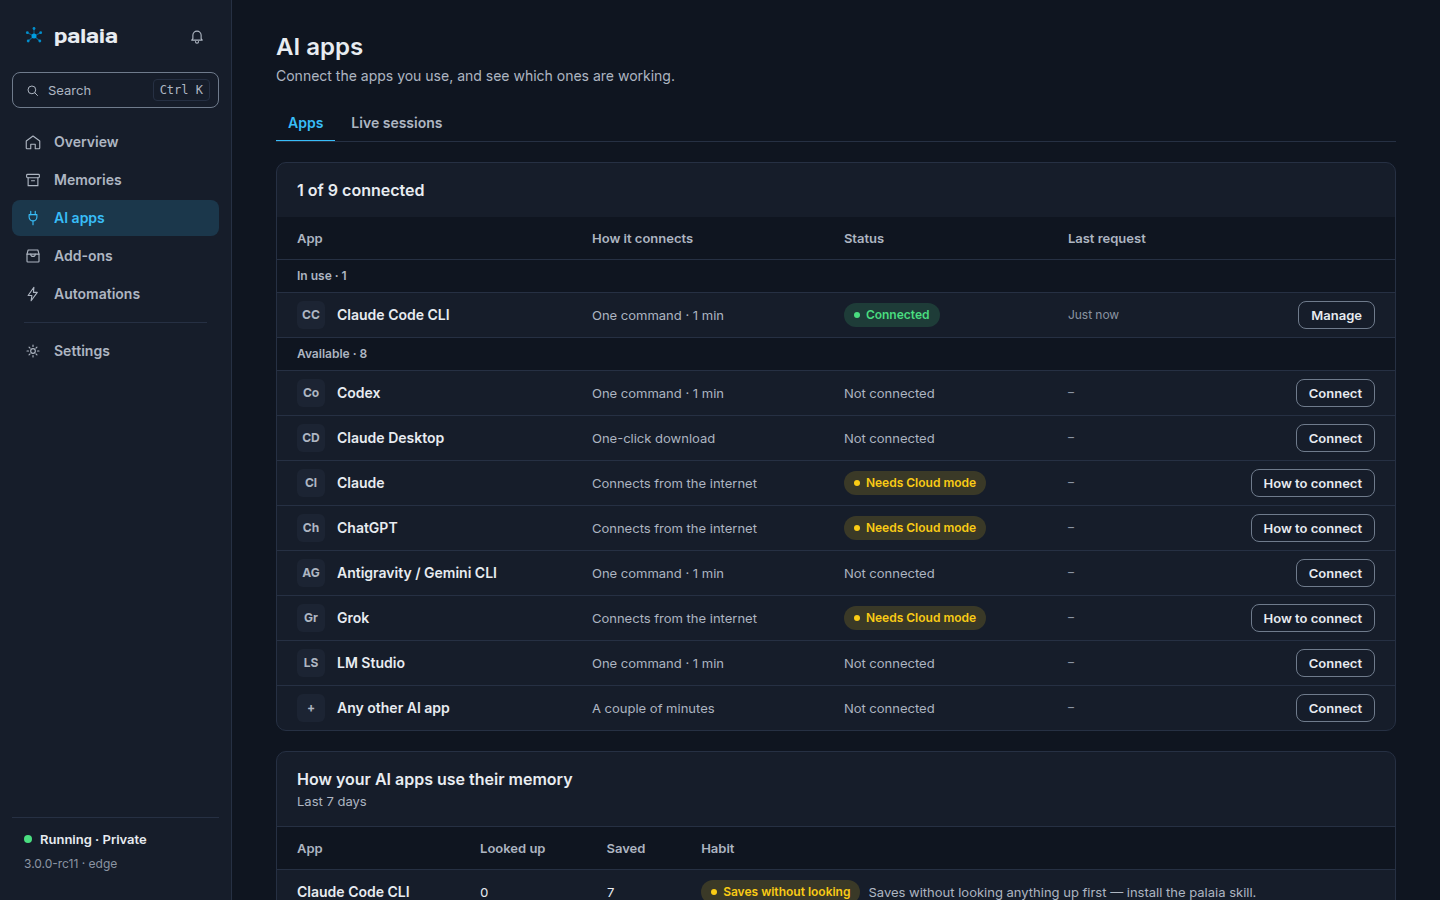 palaia
Search Ctrl K
Overview
Memories
AI apps
Add-ons
Automations
Settings
Running · Private
3.0.0-rc11 · edge
AI apps
Connect the apps you use, and see which ones are working.
Apps Live sessions
1 of 9 connected
App How it connects Status Last request
In use · 1
CC Claude Code CLI One command · 1 min Connected Just now Manage
Available · 8
Co Codex One command · 1 min Not connected – Connect
CD Claude Desktop One-click download Not connected – Connect
Cl Claude Connects from the internet Needs Cloud mode – How to connect
Ch ChatGPT Connects from the internet Needs Cloud mode – How to connect
AG Antigravity / Gemini CLI One command · 1 min Not connected – Connect
Gr Grok Connects from the internet Needs Cloud mode – How to connect
LS LM Studio One command · 1 min Not connected – Connect
+ Any other AI app A couple of minutes Not connected – Connect
How your AI apps use their memory
Last 7 days
App Looked up Saved Habit
Claude Code CLI 0 7 Saves without looking Saves without looking anything up first — install the palaia skill.